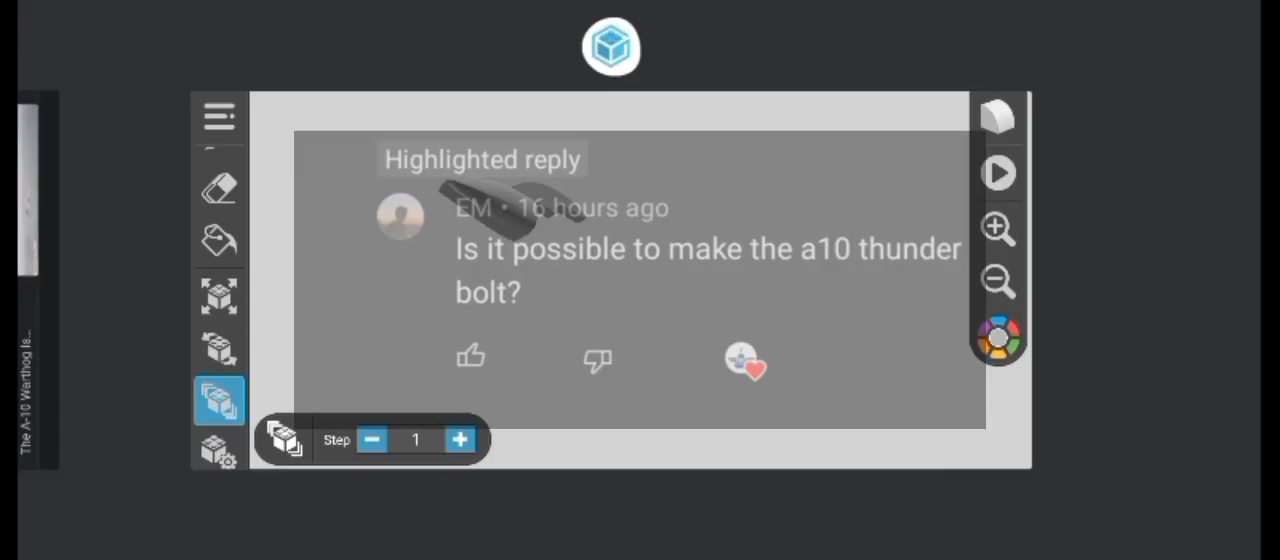 Highlighted reply
EM • 16 hours ago
Is it possible to make the a10 thunder
bolt?
Step
1
The A-10 Warthog Is...